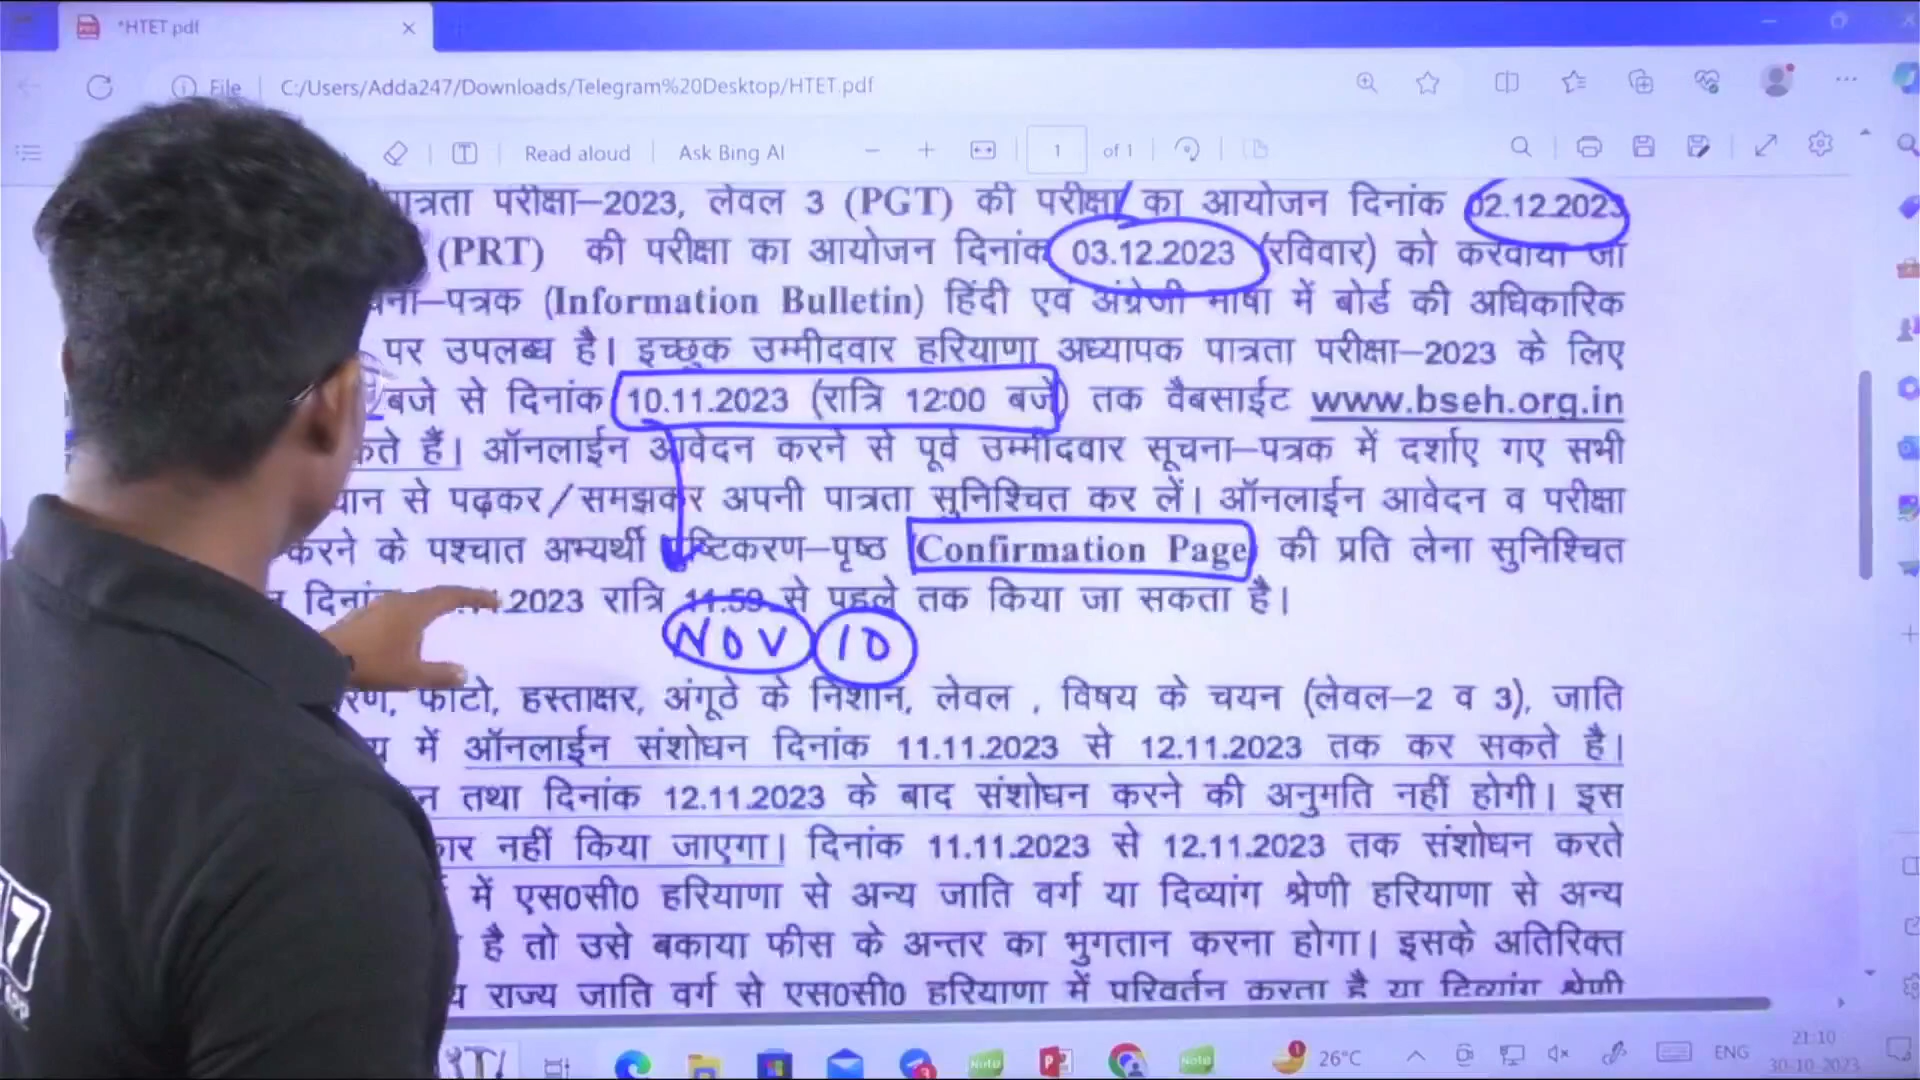 *HTET.pdf
File C:/Users/Adda247/Downloads/Telegram%20Desktop/HTET.pdf
Read aloud Ask Bing AI 1 of 1
पात्रता परीक्षा–2023, लेवल 3 (PGT) की परीक्षा का आयोजन दिनांक 02.12.2023
(PRT) की परीक्षा का आयोजन दिनांक 03.12.2023 (रविवार) को करवाया जा
–पत्रक (Information Bulletin) हिंदी एवं अंग्रेजी भाषा में बोर्ड की अधिकारिक
पर उपलब्ध है। इच्छुक उम्मीदवार हरियाणा अध्यापक पात्रता परीक्षा–2023 के लिए
बजे से दिनांक 10.11.2023 (रात्रि 12:00 बजे) तक वैबसाईट www.bseh.org.in
हैं। ऑनलाईन आवेदन करने से पूर्व उम्मीदवार सूचना–पत्रक में दर्शाए गए सभी
से पढ़कर/समझकर अपनी पात्रता सुनिश्चित कर लें। ऑनलाईन आवेदन व परीक्षा
करने के पश्चात अभ्यर्थी पुष्टिकरण–पृष्ठ Confirmation Page की प्रति लेना सुनिश्चित
दिनांक .2023 रात्रि 11:59 से पहले तक किया जा सकता है।
NOV 10
फोटो, हस्ताक्षर, अंगूठे के निशान, लेवल , विषय के चयन (लेवल–2 व 3), जाति
में ऑनलाईन संशोधन दिनांक 11.11.2023 से 12.11.2023 तक कर सकते है।
तथा दिनांक 12.11.2023 के बाद संशोधन करने की अनुमति नहीं होगी। इस
नहीं किया जाएगा। दिनांक 11.11.2023 से 12.11.2023 तक संशोधन करते
में एस0सी0 हरियाणा से अन्य जाति वर्ग या दिव्यांग श्रेणी हरियाणा से अन्य
है तो उसे बकाया फीस के अन्तर का भुगतान करना होगा। इसके अतिरिक्त
राज्य जाति वर्ग से एस0सी0 हरियाणा में परिवर्तन करता है या दिव्यांग श्रेणी
26°C ENG 21:10
30-10-2023